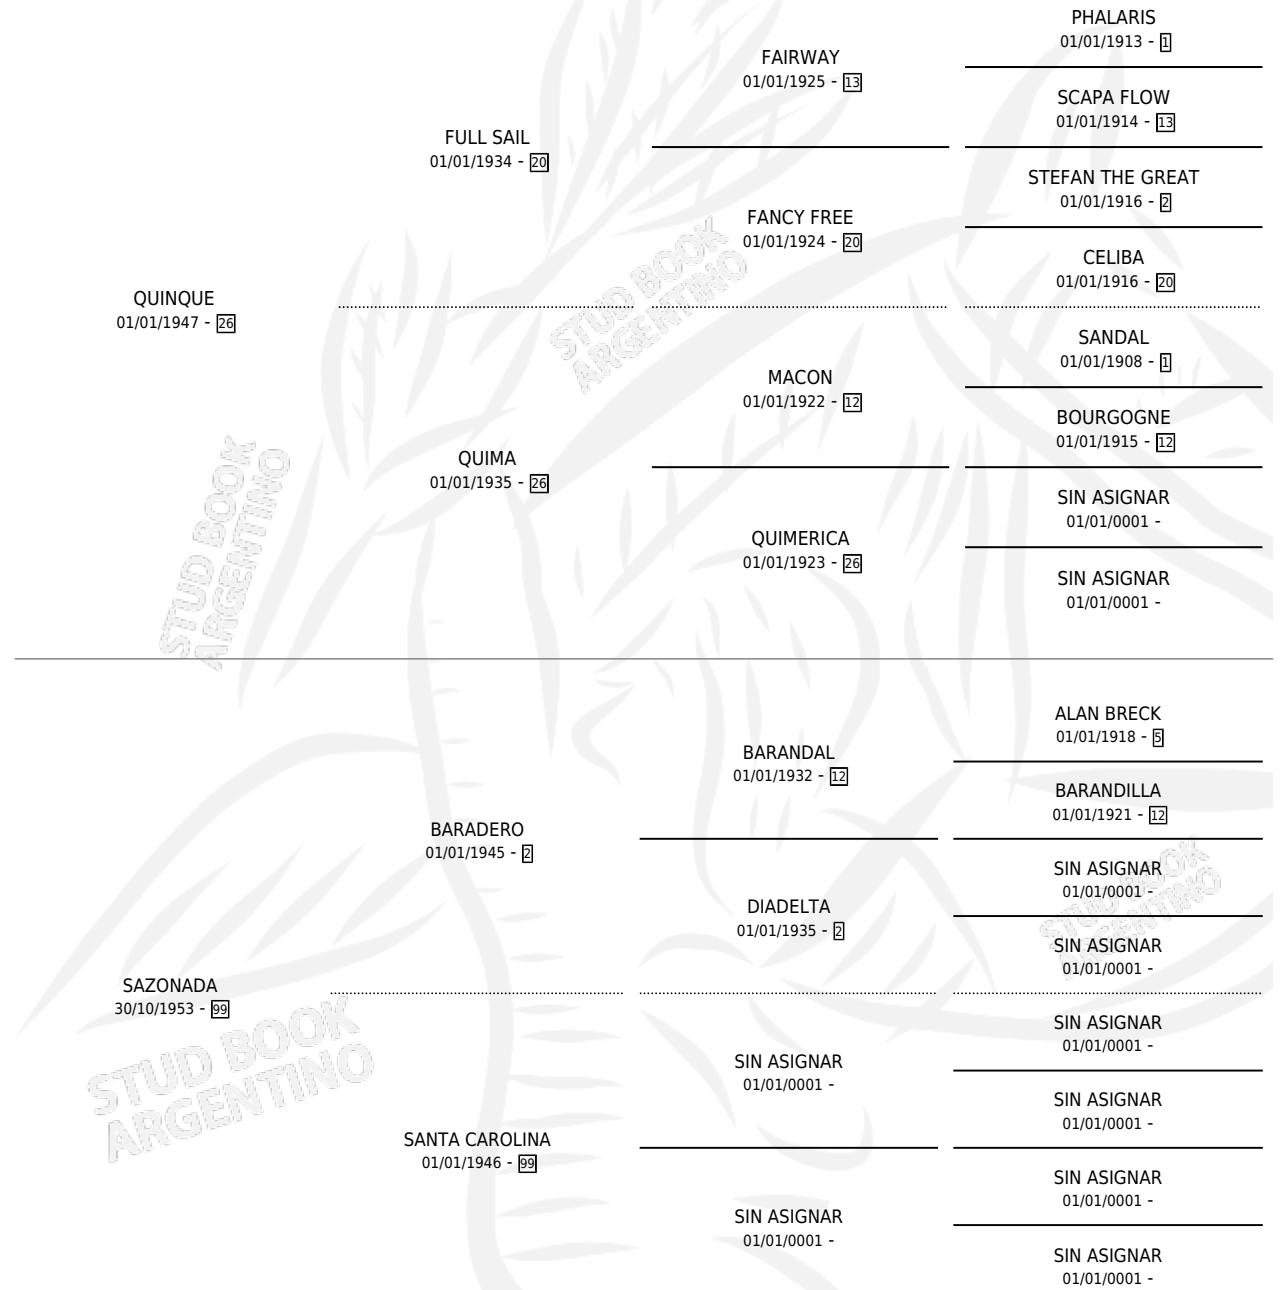 PHALARIS
01/01/1913 - 1
FAIRWAY
01/01/1925 - 13
SCAPA FLOW
01/01/1914 - 13
FULL SAIL
01/01/1934 - 20
STEFAN THE GREAT
01/01/1916 - 2
FANCY FREE
01/01/1924 - 20
CELIBA
01/01/1916 - 20
QUINQUE
01/01/1947 - 26
STUD BOOK
ARGENTINO
SANDAL
01/01/1908 - 1
MACON
01/01/1922 - 12
BOURGOGNE
01/01/1915 - 12
QUIMA
01/01/1935 - 26
SIN ASIGNAR
01/01/0001 -
QUIMERICA
01/01/1923 - 26
SIN ASIGNAR
01/01/0001 -
STUD BOOK
ARGENTINO
ALAN BRECK
01/01/1918 - 5
BARANDAL
01/01/1932 - 12
BARANDILLA
01/01/1921 - 12
BARADERO
01/01/1945 - 2
SIN ASIGNAR
01/01/0001 -
DIADELTA
01/01/1935 - 2
SIN ASIGNAR
01/01/0001 -
STUD BOOK
ARGENTINO
SAZONADA
30/10/1953 - 99
SIN ASIGNAR
01/01/0001 -
SIN ASIGNAR
01/01/0001 -
SIN ASIGNAR
01/01/0001 -
STUD BOOK
ARGENTINO
SANTA CAROLINA
01/01/1946 - 99
SIN ASIGNAR
01/01/0001 -
SIN ASIGNAR
01/01/0001 -
SIN ASIGNAR
01/01/0001 -